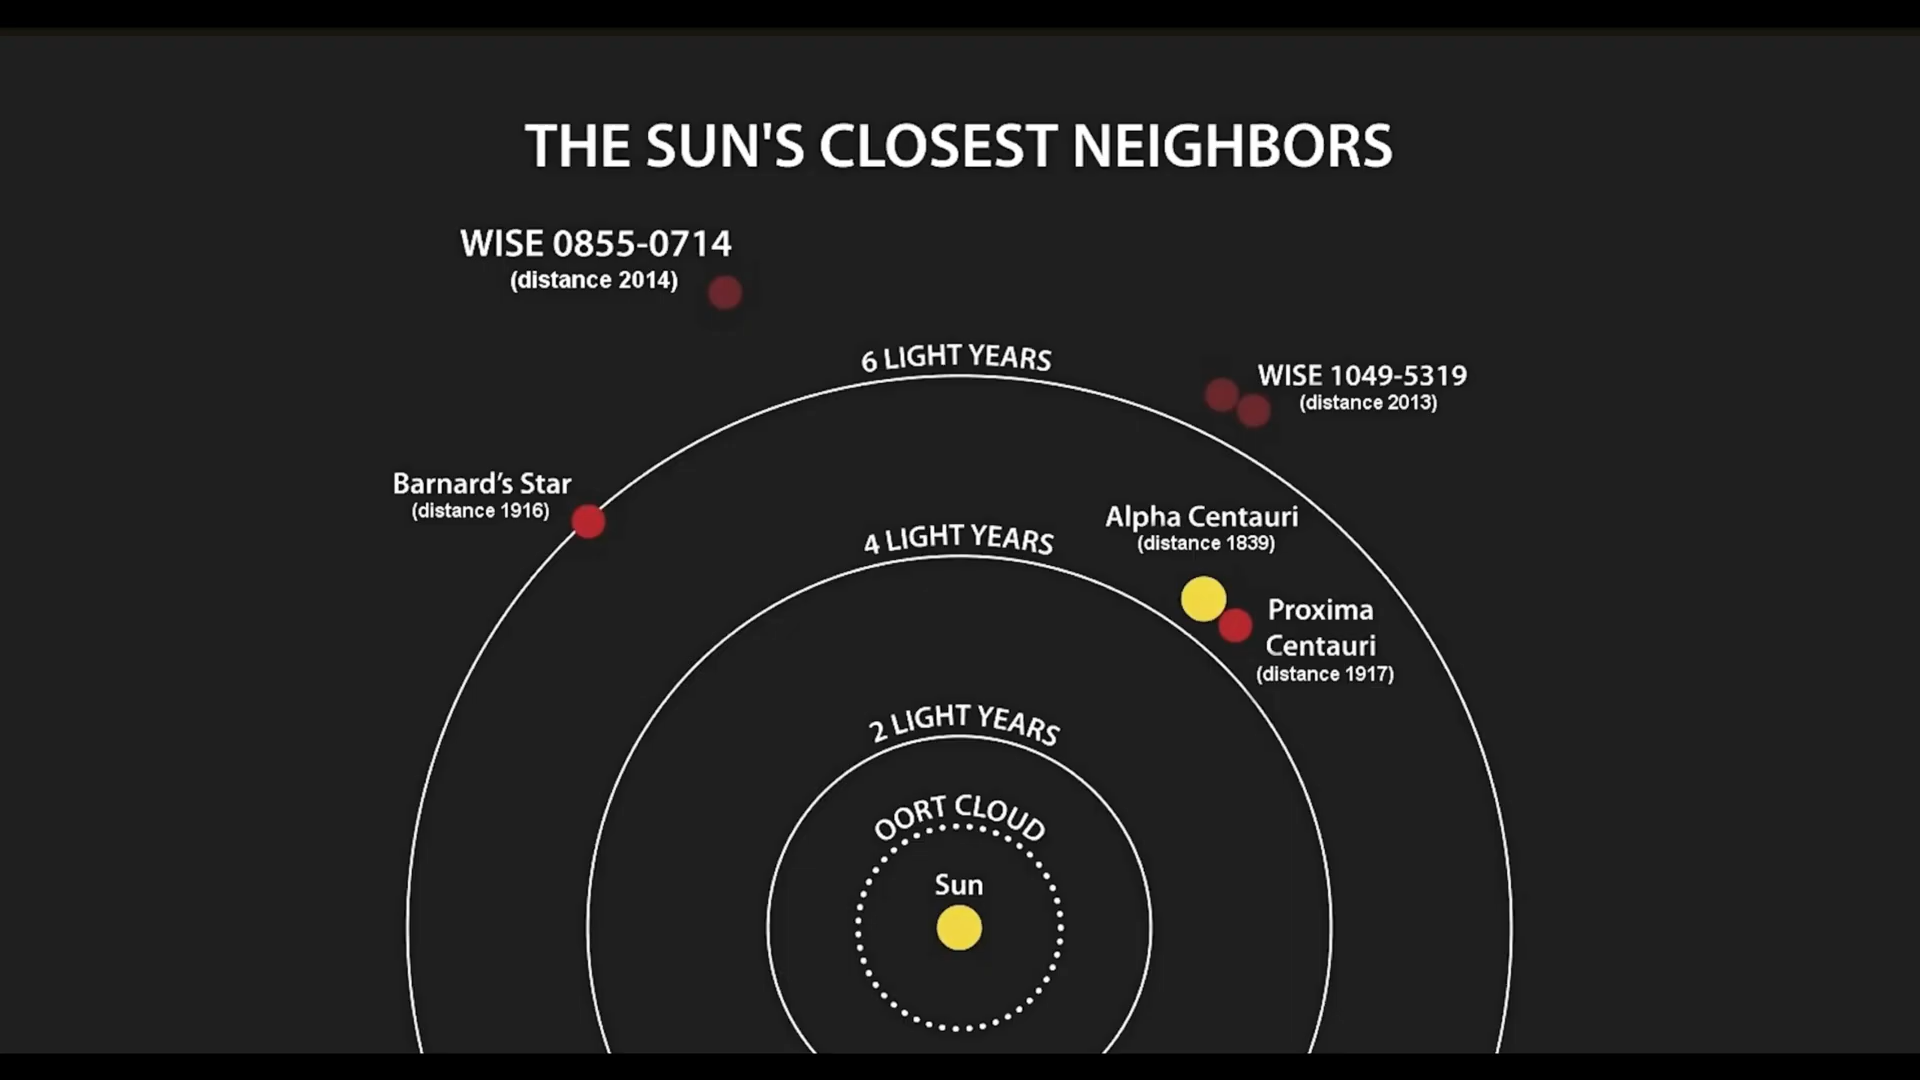 THE SUN'S CLOSEST NEIGHBORS
WISE 0855-0714
(distance 2014)
6 LIGHT YEARS
WISE 1049-5319
(distance 2013)
Barnard’s Star
(distance 1916)
Alpha Centauri
(distance 1839)
4 LIGHT YEARS
Proxima
Centauri
(distance 1917)
2 LIGHT YEARS
OORT CLOUD
Sun